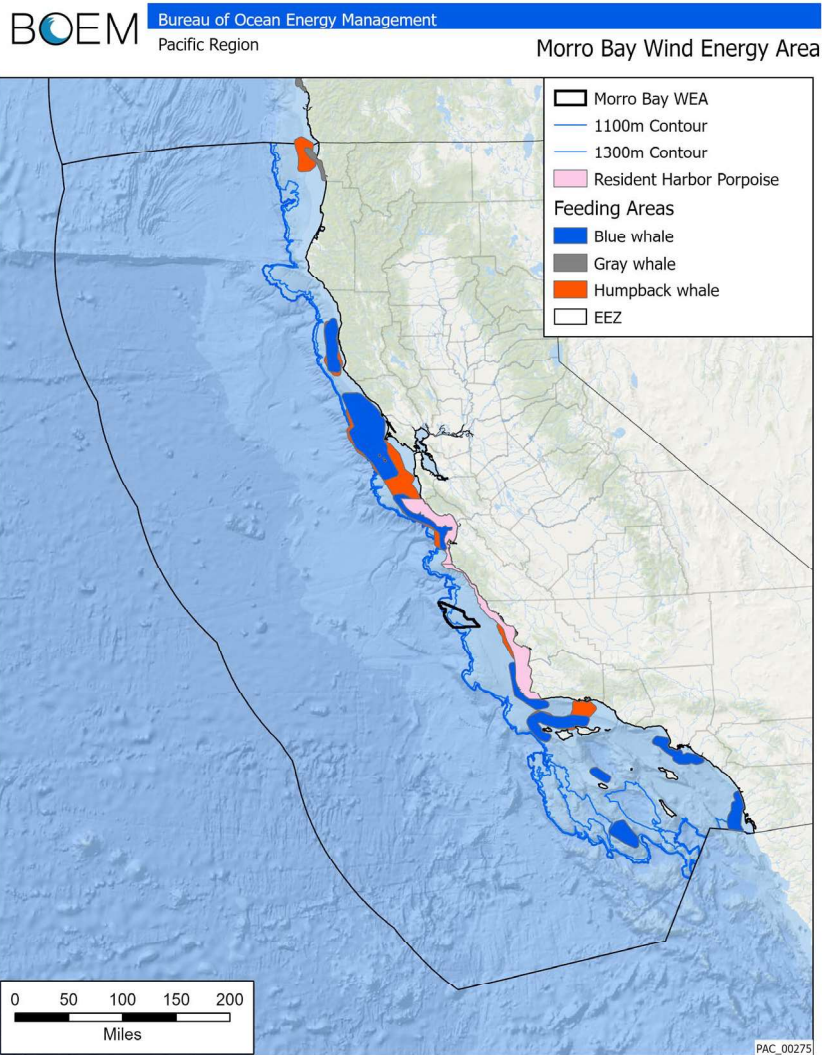 BOEM
Bureau of Ocean Energy Management
Pacific Region
Morro Bay Wind Energy Area
Morro Bay WEA
1100m Contour
1300m Contour
Resident Harbor Porpoise
Feeding Areas
Blue whale
Gray whale
Humpback whale
EEZ
0 50 100 150 200
Miles
PAC_00275